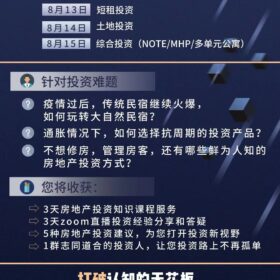 8月13日 短租投资
8月14日 土地投资
8月15日 综合投资（NOTE/MHP/多单元公寓）
针对投资难题
? 疫情过后，传统民宿继续火爆，
如何玩转大自然民宿?
? 通胀情况下，如何选择抗周期的投资产品?
? 不想修房，管理房客，还有哪些鲜为人知的
房地产投资方式?
您将收获：
3天房地产投资知识课程服务
3天zoom直播投资经验分享和答疑
5种房地产投资建议，为您打开投资新视野
1群志同道合的投资人，让您投资路上不再孤单
打破认知的天花板